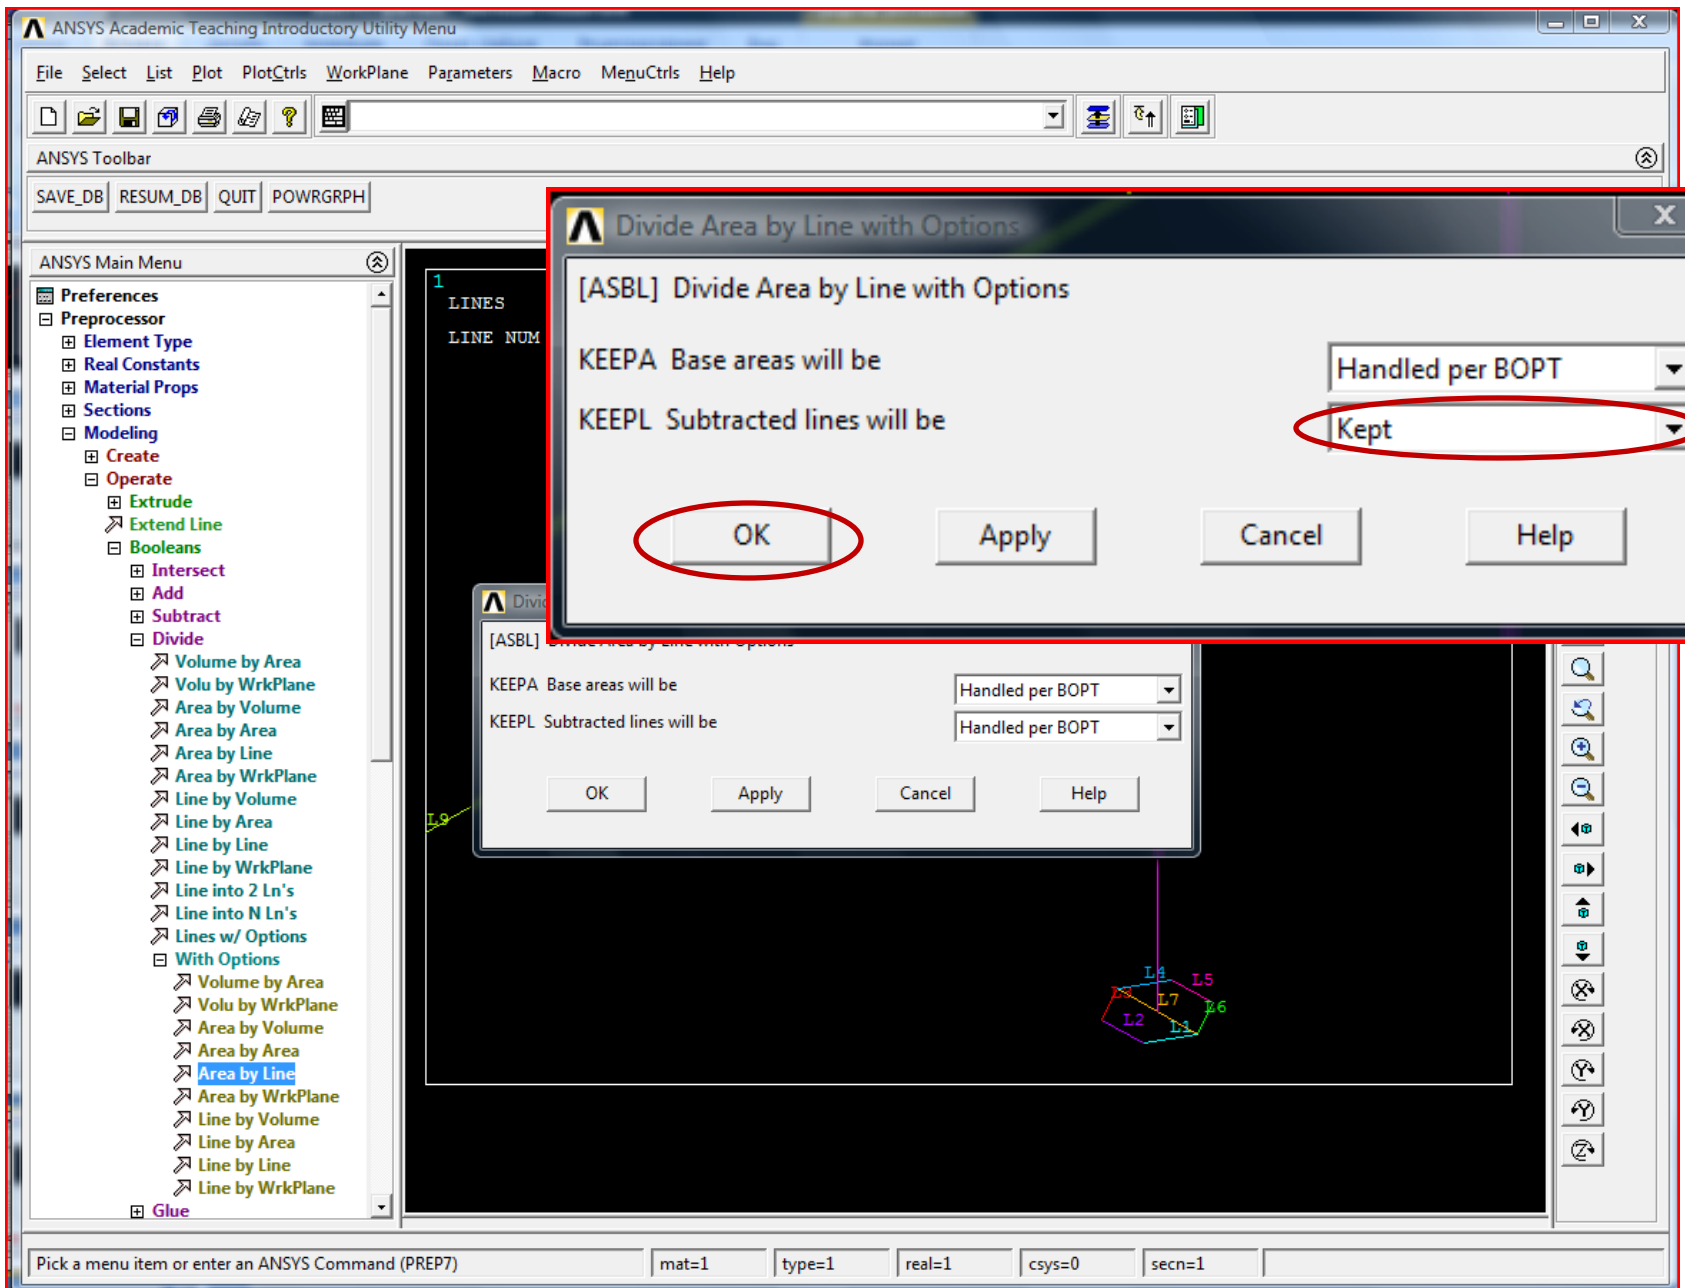 ANSYS Academic Teaching Introductory Utility Menu
File Select List Plot PlotCtrls WorkPlane Parameters Macro MenuCtrls Help
ANSYS Toolbar
SAVE_DB RESUM_DB QUIT POWRGRPH
Divide Area by Line with Options
[ASBL] Divide Area by Line with Options
KEEPA Base areas will be
Handled per BOPT
KEEPL Subtracted lines will be
Kept
OK Apply Cancel Help
ANSYS Main Menu
Preferences
Preprocessor
Element Type
Real Constants
Material Props
Sections
Modeling
Create
Operate
Extrude
Extend Line
Booleans
Intersect
Add
Subtract
Divide
Volume by Area
Volu by WrkPlane
Area by Volume
Area by Area
Area by Line
Area by WrkPlane
Line by Volume
Line by Area
Line by Line
Line by WrkPlane
Line into 2 Ln's
Line into N Ln's
Lines w/ Options
With Options
Volume by Area
Volu by WrkPlane
Area by Volume
Area by Area
Area by Line
Area by WrkPlane
Line by Volume
Line by Area
Line by Line
Line by WrkPlane
Glue
1
LINES
LINE NUM
[ASBL] Divide Area by Line with Options
KEEPA Base areas will be
Handled per BOPT
KEEPL Subtracted lines will be
Handled per BOPT
OK Apply Cancel Help
L9
L4
L5
L3
L7
L6
L2
L1
Pick a menu item or enter an ANSYS Command (PREP7)
mat=1
type=1
real=1
csys=0
secn=1